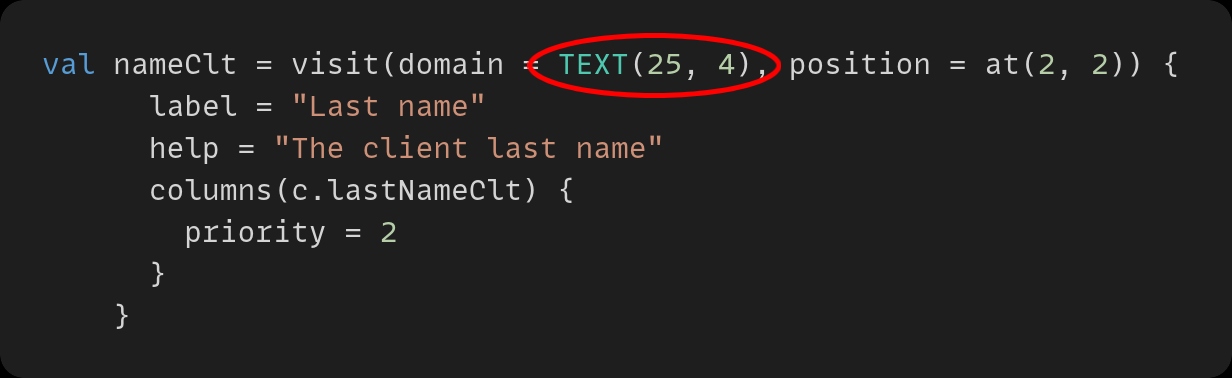 val nameClt = visit(domain = TEXT(25, 4), position = at(2, 2)) {
label = "Last name"
help = "The client last name"
columns(c.lastNameClt) {
priority = 2
}
}